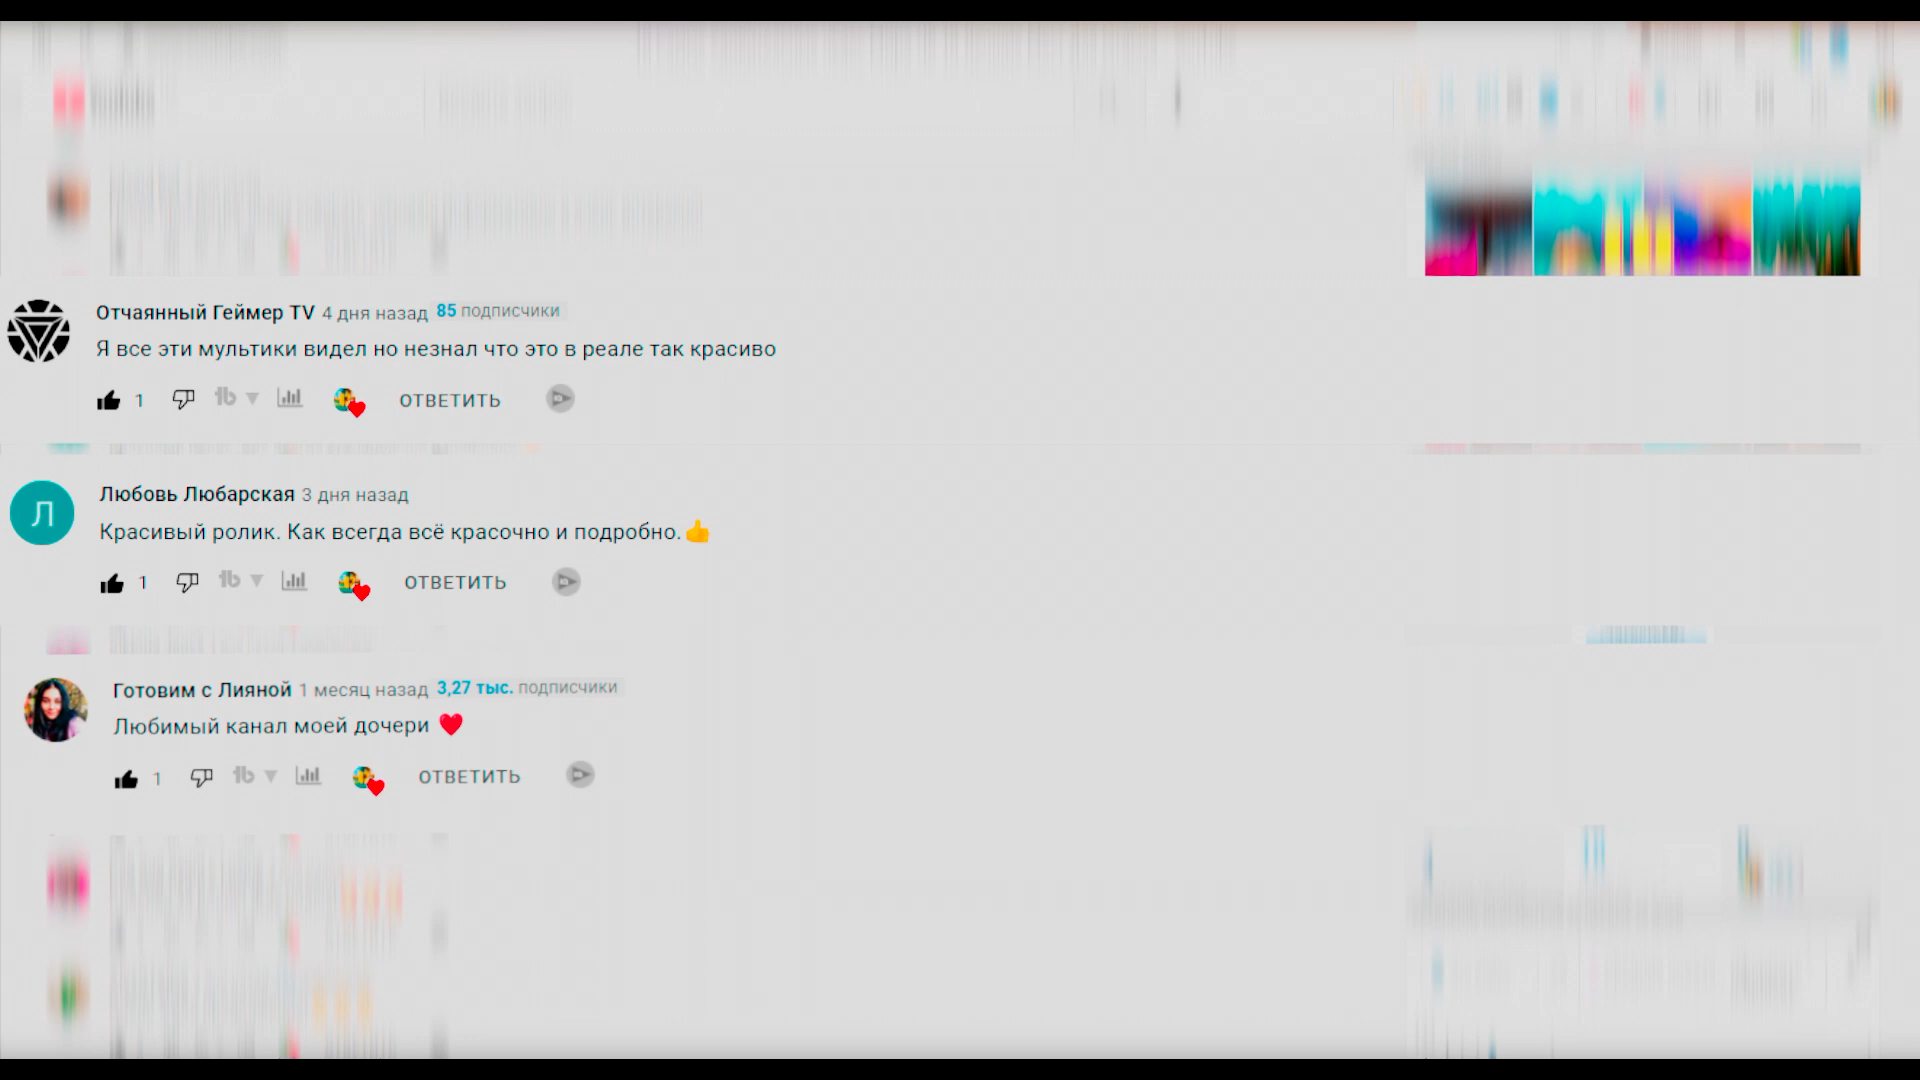 Отчаянный Геймер TV 4 дня назад 85 подписчики
Я все эти мультики видел но незнал что это в реале так красиво
1 ОТВЕТИТЬ
Л
Любовь Любарская 3 дня назад
Красивый ролик. Как всегда всё красочно и подробно.👍
1 ОТВЕТИТЬ
Готовим с Лияной 1 месяц назад 3,27 тыс. подписчики
Любимый канал моей дочери ❤️
1 ОТВЕТИТЬ